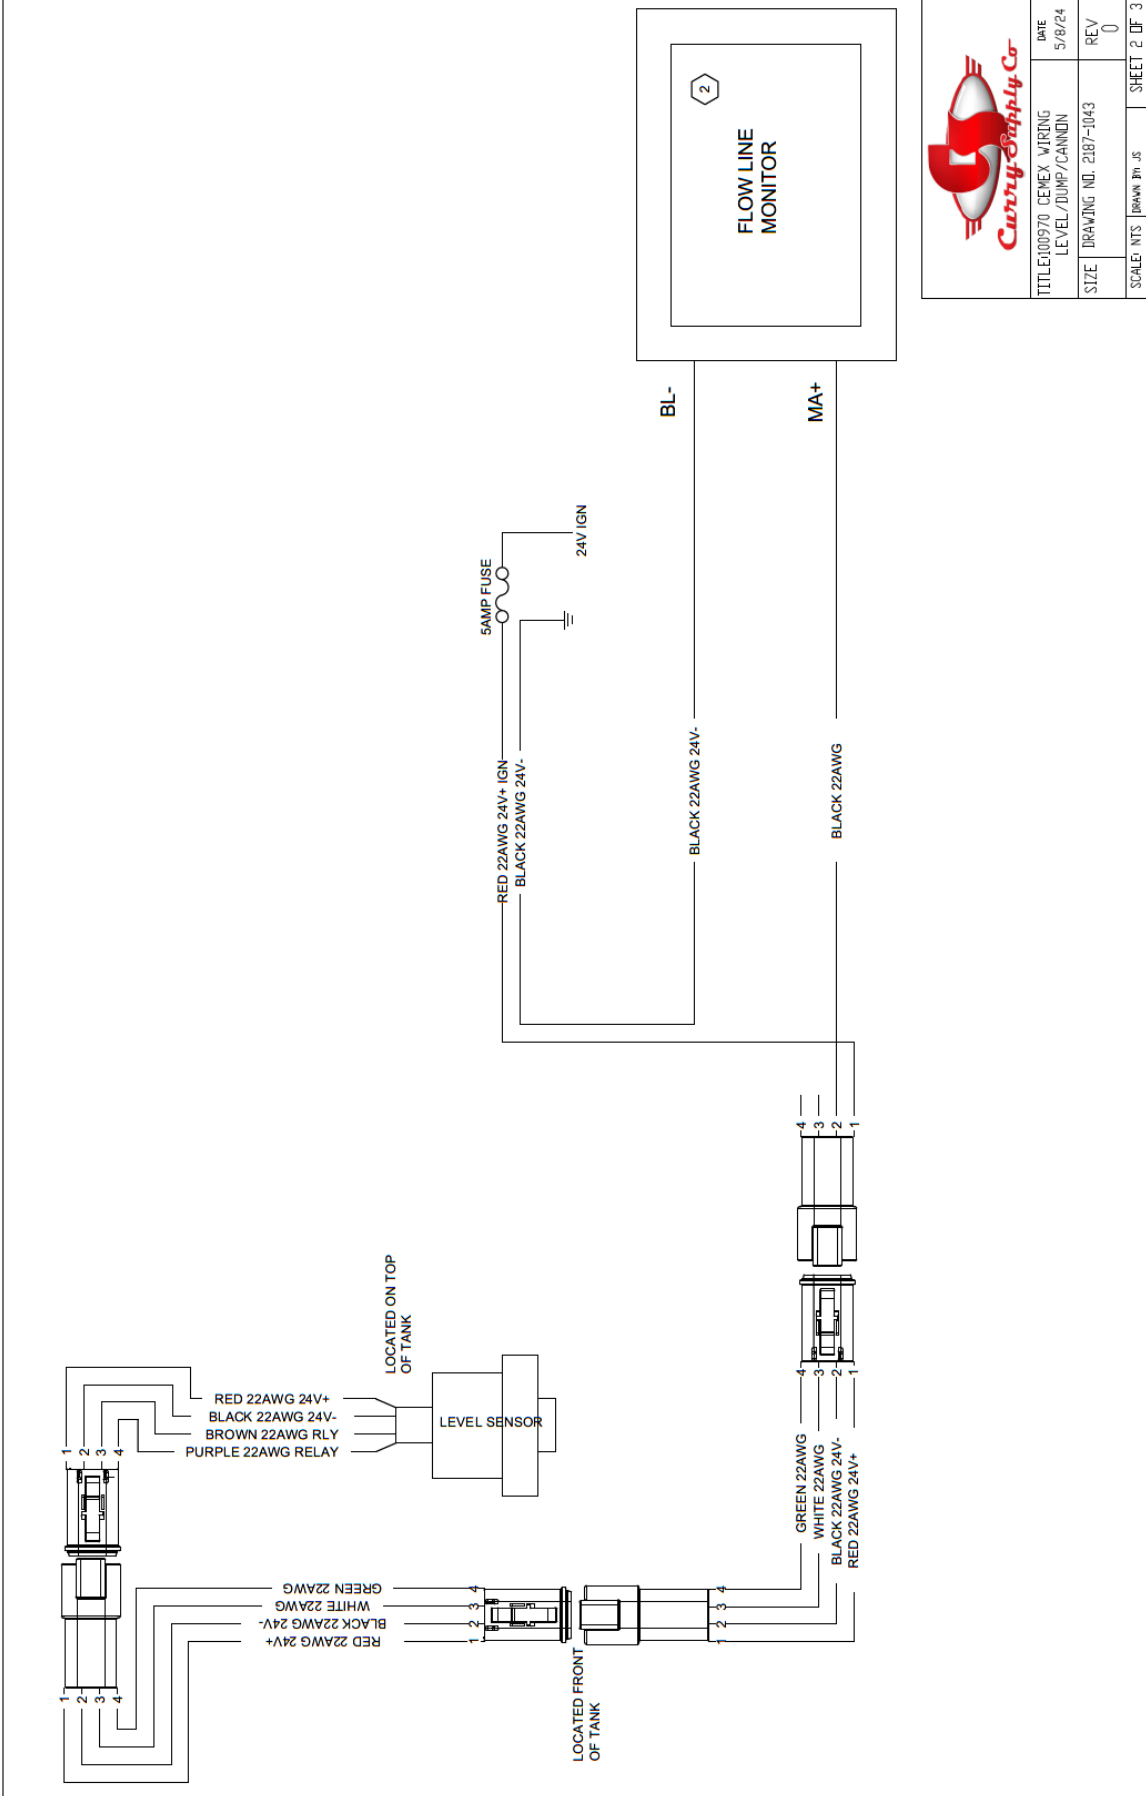 FLOW LINE
MONITOR
2
BL-
MA+
Curry Supply Co
TITLE:100970 CEMEX WIRING
LEVEL/DUMP/CANNON
DATE
5/8/24
SIZE
DRAWING NO. 2187-1043
REV
0
SCALE: NTS
DRAWN BY: JS
SHEET 2 OF 3
5AMP FUSE
24V IGN
RED 22AWG 24V+ IGN
BLACK 22AWG 24V-
BLACK 22AWG 24V-
BLACK 22AWG
4
3
2
1
4
3
2
1
GREEN 22AWG
WHITE 22AWG
BLACK 22AWG 24V-
RED 22AWG 24V+
LOCATED ON TOP
OF TANK
LEVEL SENSOR
RED 22AWG 24V+
BLACK 22AWG 24V-
BROWN 22AWG RLY
PURPLE 22AWG RELAY
1
2
3
4
1
2
3
4
GREEN 22AWG
WHITE 22AWG
BLACK 22AWG 24V-
RED 22AWG 24V+
4
3
2
1
4
3
2
1
LOCATED FRONT
OF TANK